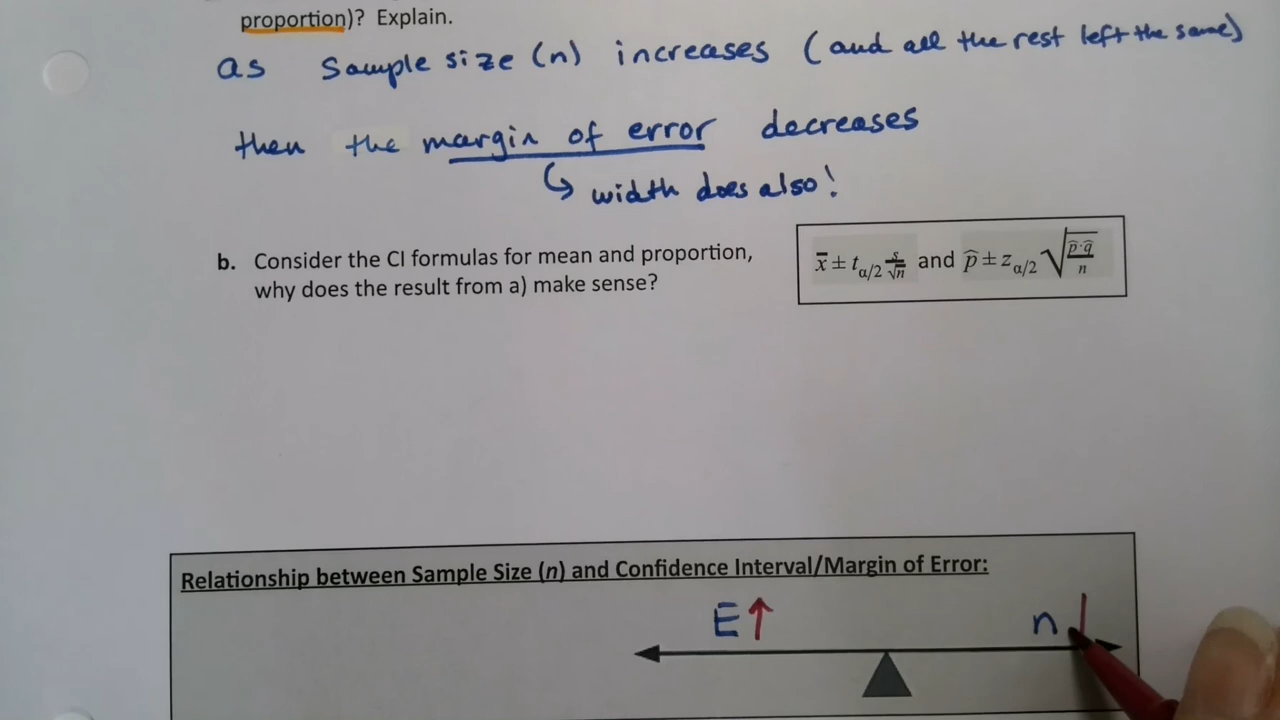 proportion)? Explain.
as sample size (n) increases (and all the rest left the same)
then the margin of error decreases
↳ width does also!
b. Consider the CI formulas for mean and proportion,
why does the result from a) make sense?
x̄ ± t_{α/2} s/√n and p̂ ± z_{α/2} √(p̂·q̂/n)
Relationship between Sample Size (n) and Confidence Interval/Margin of Error:
E↑ n